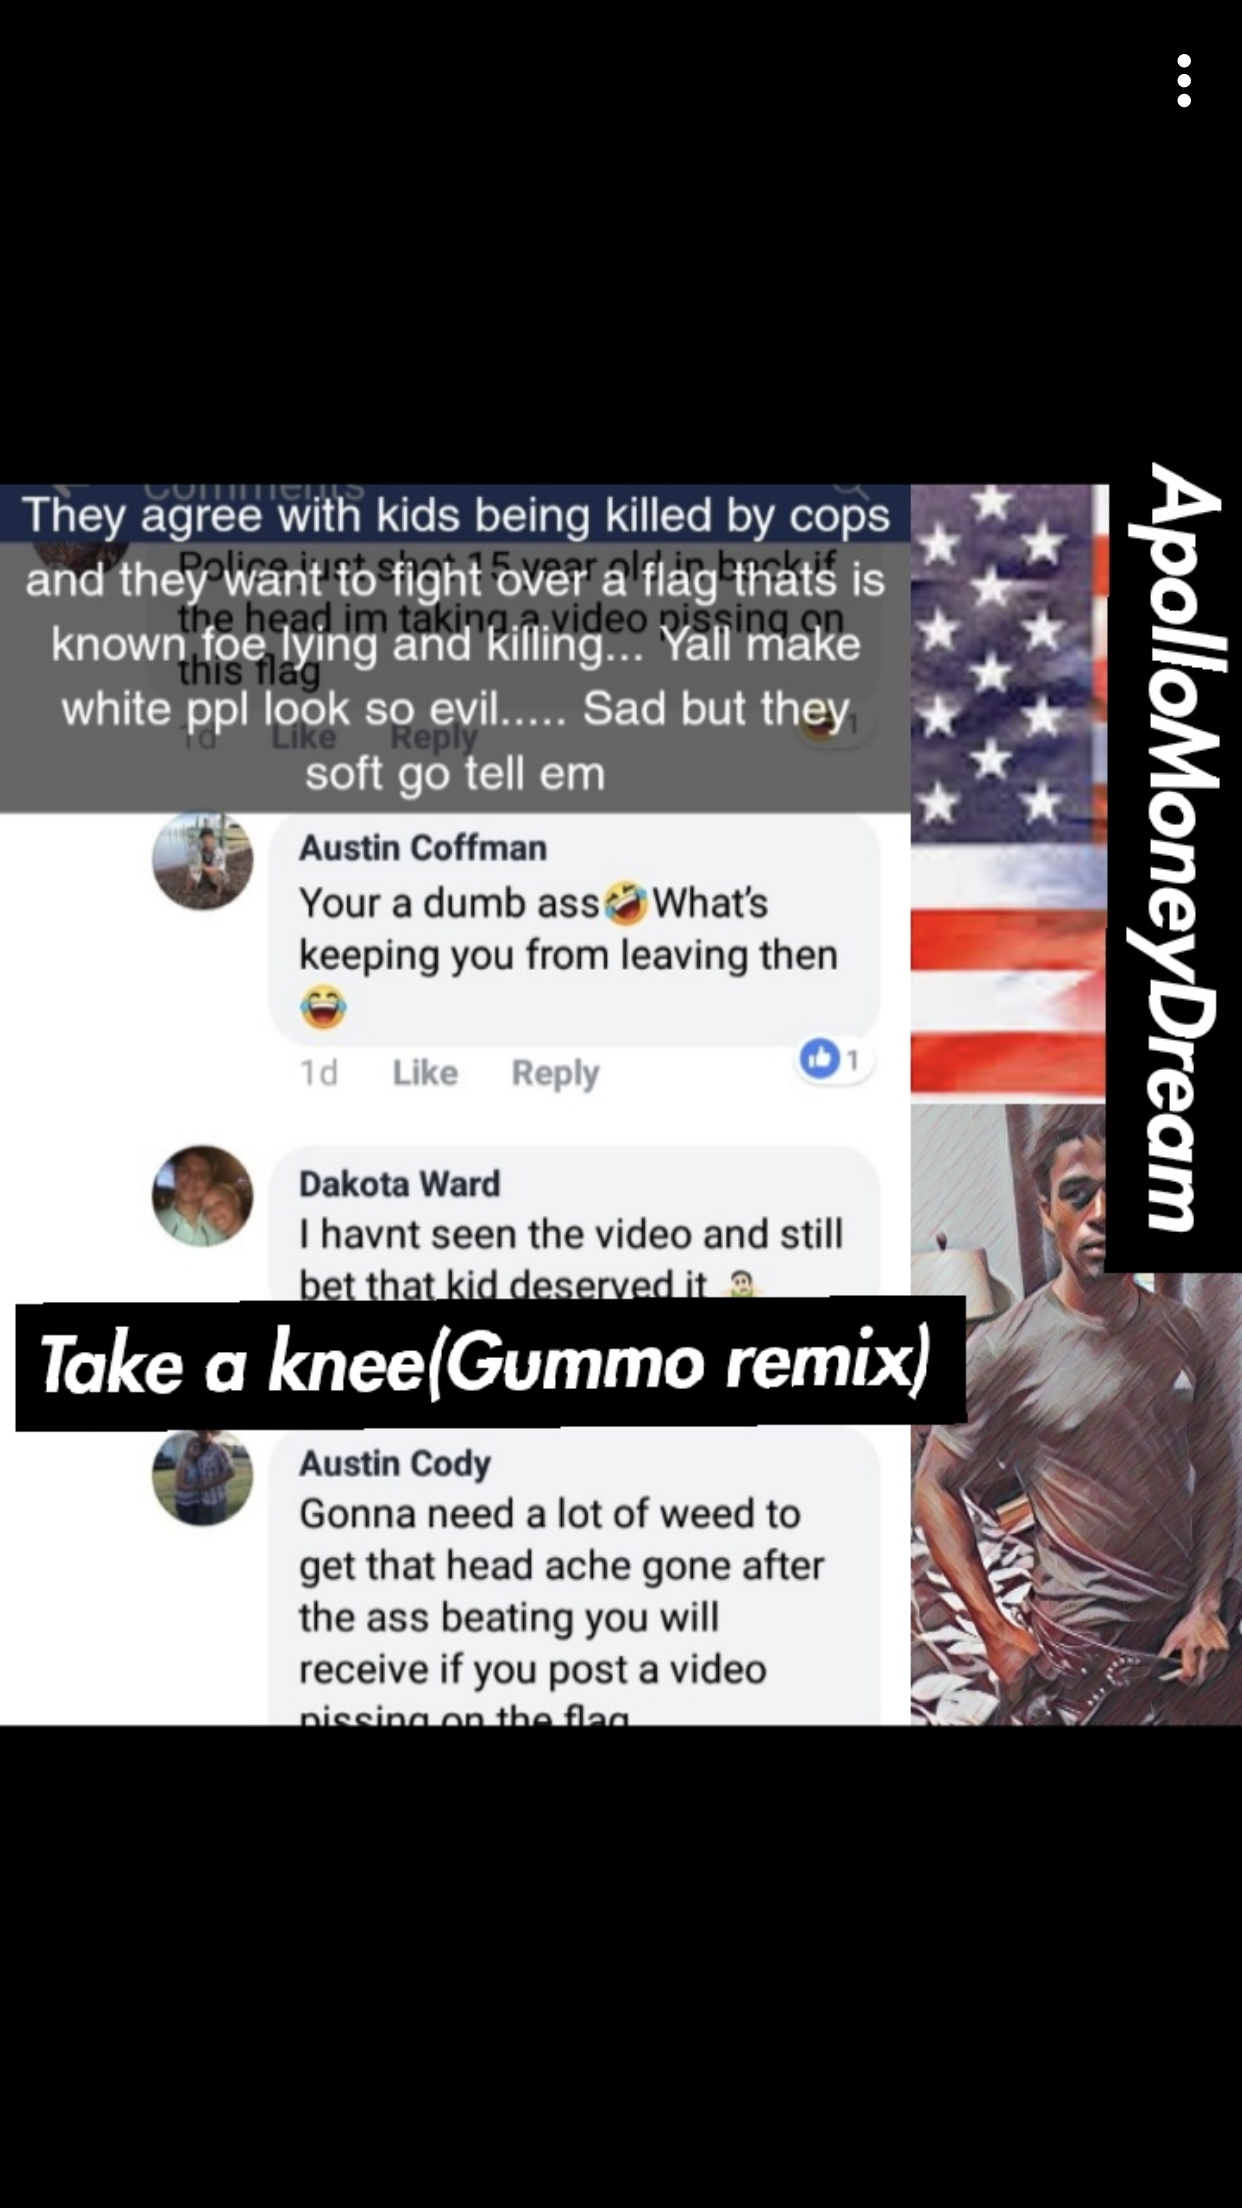 Comments
They agree with kids being killed by cops
and they want to fight over a flag thats is
known foe lying and killing... Yall make
white ppl look so evil..... Sad but they
soft go tell em
Police just shot 15 year old in back if
the head im taking a video pissing on
this flag
1d Like Reply 1
Austin Coffman
Your a dumb ass🤣What's
keeping you from leaving then
😂
1d Like Reply 1
Dakota Ward
I havnt seen the video and still
bet that kid deserved it
Take a knee(Gummo remix)
Austin Cody
Gonna need a lot of weed to
get that head ache gone after
the ass beating you will
receive if you post a video
pissing on the flag
ApolloMoneyDream